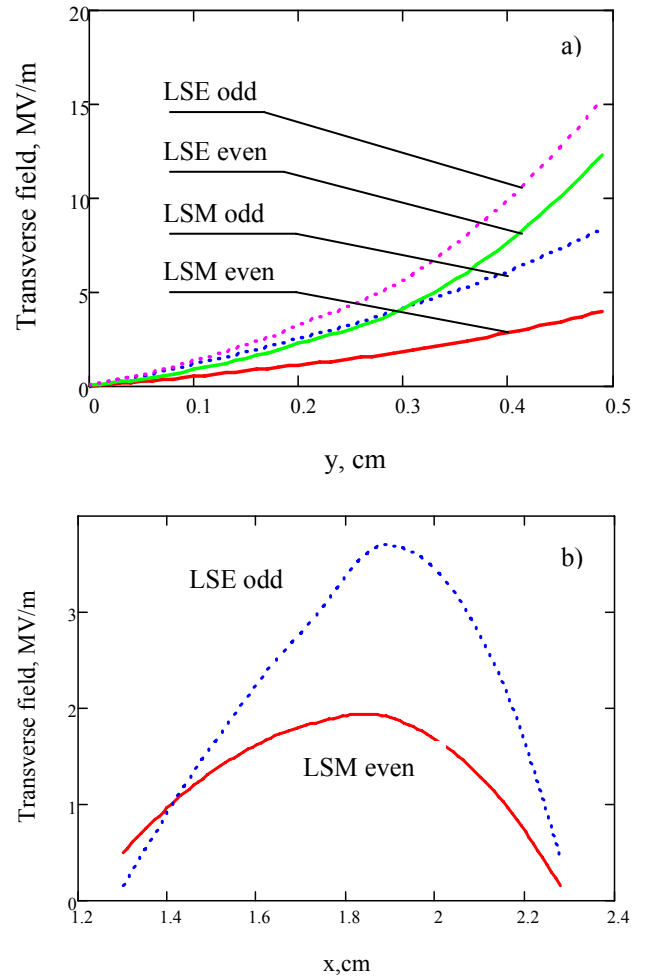 a)
LSE odd
LSE even
LSM odd
LSM even
Transverse field, MV/m
20
15
10
5
0
0
0.1
0.2
0.3
0.4
0.5
y, cm
b)
LSE odd
LSM even
Transverse field, MV/m
3
2
1
0
1.2
1.4
1.6
1.8
2
2.2
2.4
x,cm